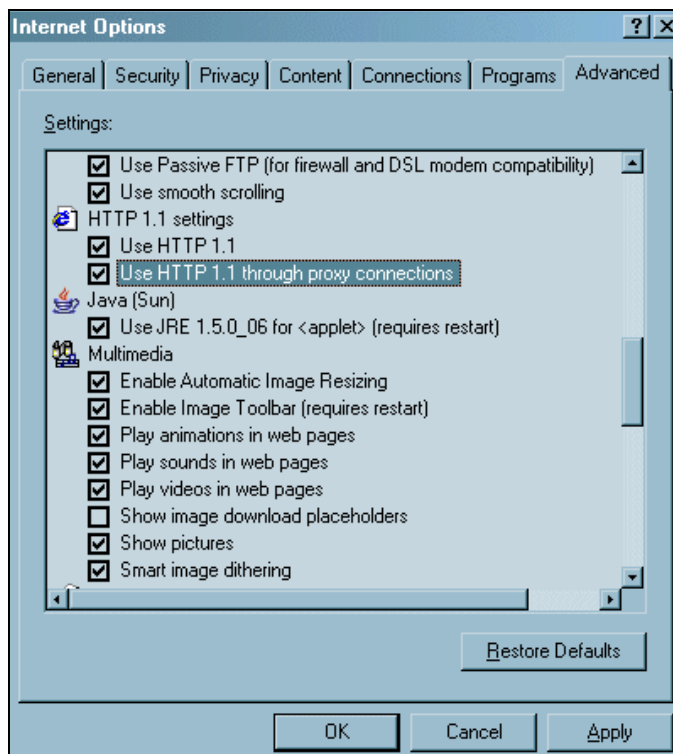 Internet Options
General Security Privacy Content Connections Programs Advanced
Settings:
Use Passive FTP (for firewall and DSL modem compatibility)
Use smooth scrolling
HTTP 1.1 settings
Use HTTP 1.1
Use HTTP 1.1 through proxy connections
Java (Sun)
Use JRE 1.5.0_06 for <applet> (requires restart)
Multimedia
Enable Automatic Image Resizing
Enable Image Toolbar (requires restart)
Play animations in web pages
Play sounds in web pages
Play videos in web pages
Show image download placeholders
Show pictures
Smart image dithering
Restore Defaults
OK Cancel Apply